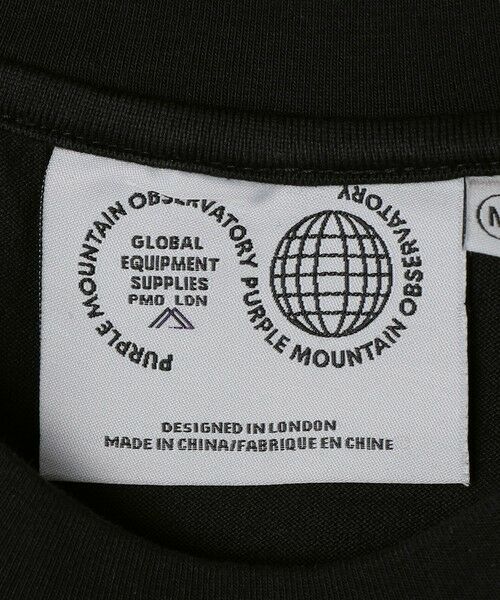 PURPLE MOUNTAIN OBSERVATORY PURPLE MOUNTAIN OBSERVATORY
GLOBAL
EQUIPMENT
SUPPLIES
PMO LDN
DESIGNED IN LONDON
MADE IN CHINA/FABRIQUE EN CHINE